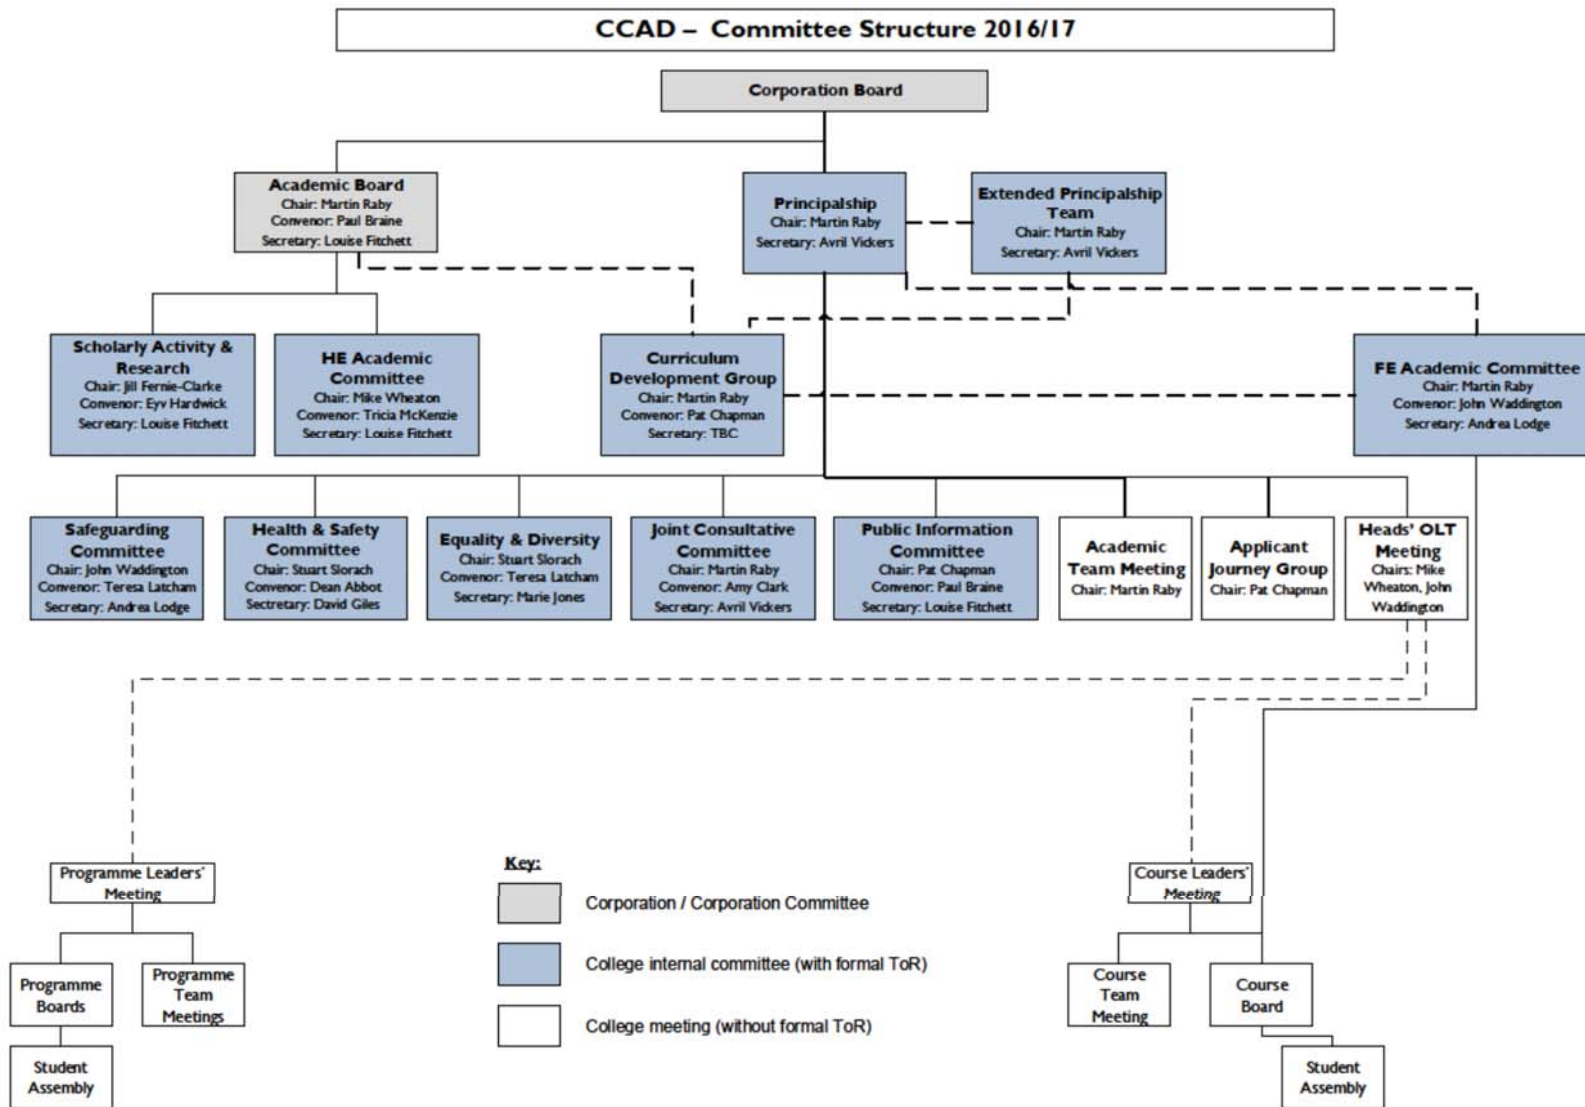 CCAD – Committee Structure 2016/17
Corporation Board
Academic Board
Chair: Martin Raby
Convenor: Paul Braine
Secretary: Louise Fitchett
Principalship
Chair: Martin Raby
Secretary: Avril Vickers
Extended Principalship
Team
Chair: Martin Raby
Secretary: Avril Vickers
Scholarly Activity &
Research
Chair: Jill Fernie-Clarke
Convenor: Eyv Hardwick
Secretary: Louise Fitchett
HE Academic
Committee
Chair: Mike Wheaton
Convenor: Tricia McKenzie
Secretary: Louise Fitchett
Curriculum
Development Group
Chair: Martin Raby
Convenor: Pat Chapman
Secretary: TBC
FE Academic Committee
Chair: Martin Raby
Convenor: John Waddington
Secretary: Andrea Lodge
Safeguarding
Committee
Chair: John Waddington
Convenor: Teresa Latcham
Secretary: Andrea Lodge
Health & Safety
Committee
Chair: Stuart Slorach
Convenor: Dean Abbot
Sectretary: David Giles
Equality & Diversity
Chair: Stuart Slorach
Convenor: Teresa Latcham
Secretary: Marie Jones
Joint Consultative
Committee
Chair: Martin Raby
Convenor: Amy Clark
Secretary: Avril Vickers
Public Information
Committee
Chair: Pat Chapman
Convenor: Paul Braine
Secretary: Louise Fitchett
Academic
Team Meeting
Chair: Martin Raby
Applicant
Journey Group
Chair: Pat Chapman
Heads' OLT
Meeting
Chairs: Mike
Wheaton, John
Waddington
Programme Leaders'
Meeting
Programme
Boards
Programme
Team
Meetings
Student
Assembly
Key:
Corporation / Corporation Committee
College internal committee (with formal ToR)
College meeting (without formal ToR)
Course Leaders'
Meeting
Course
Team
Meeting
Course
Board
Student
Assembly